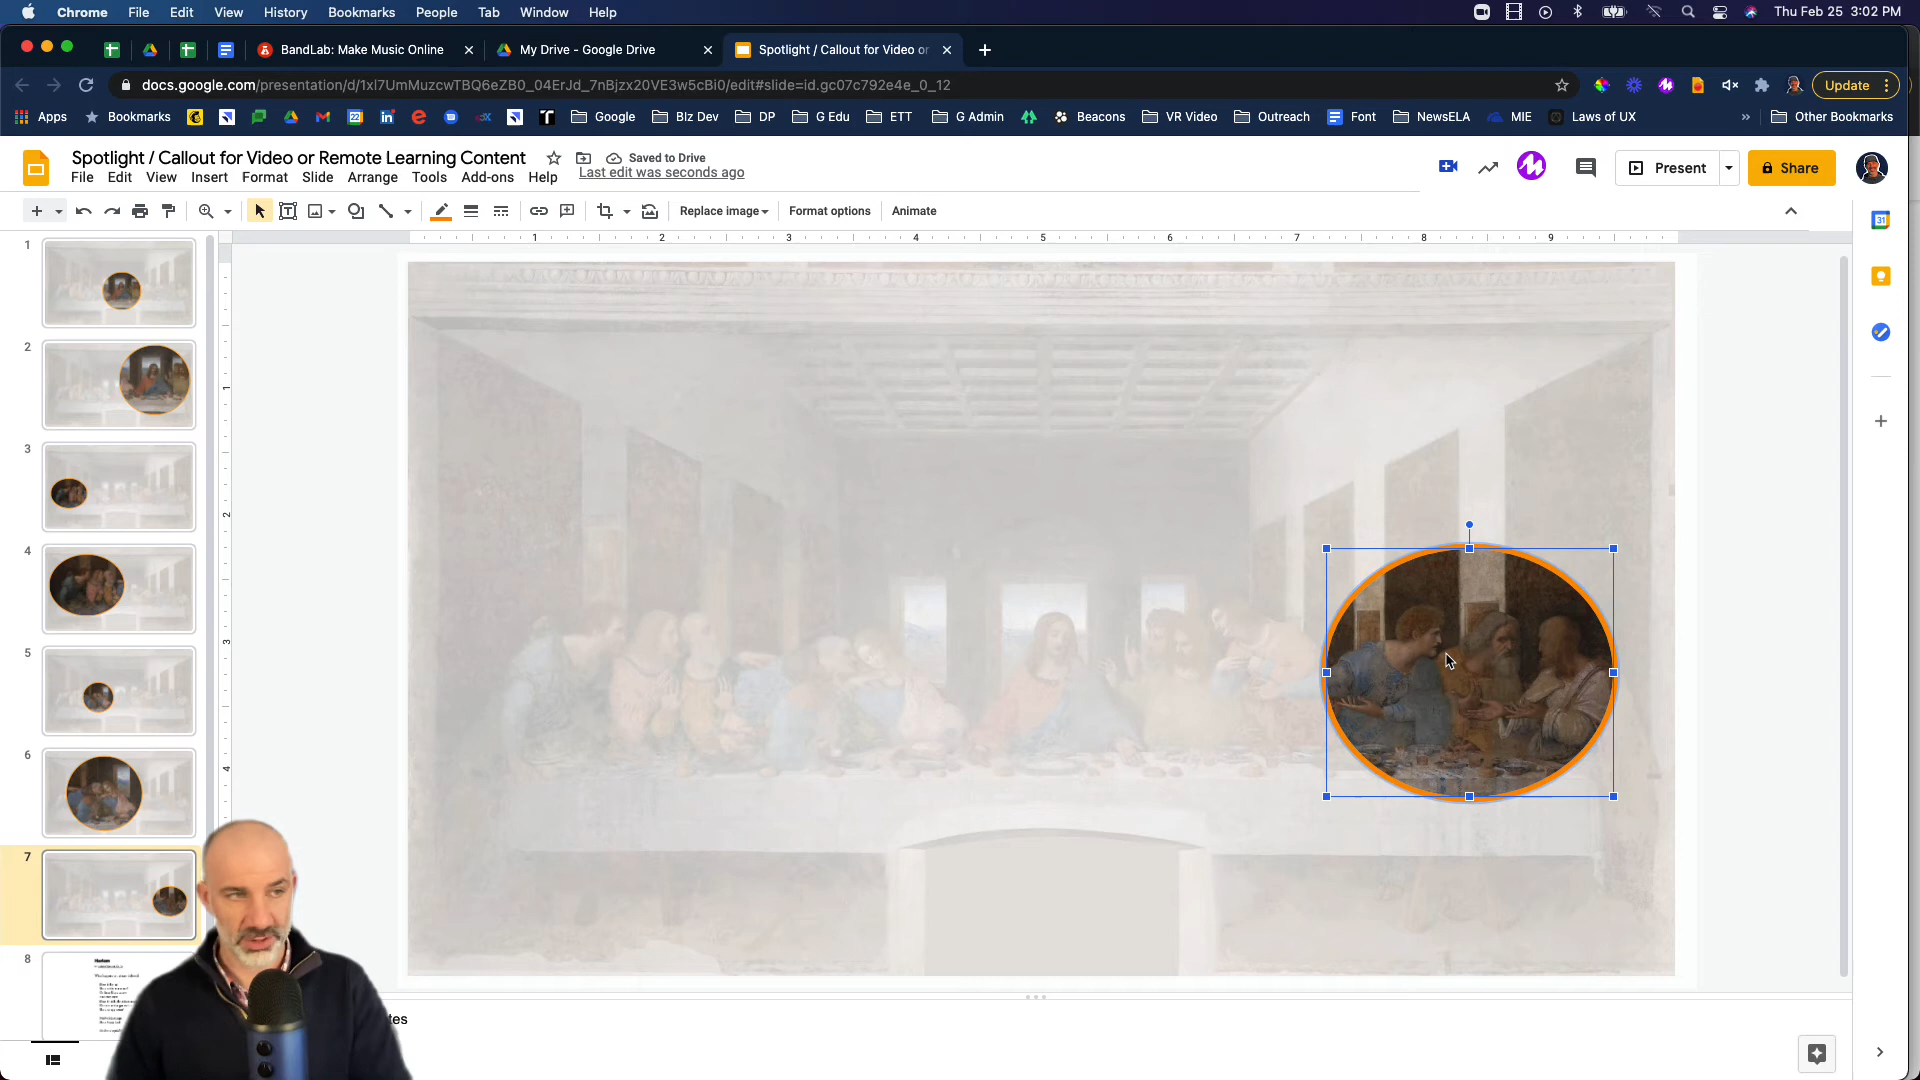 Chrome File Edit View History Bookmarks People Tab Window Help
Thu Feb 25 3:02 PM
BandLab: Make Music Online
My Drive - Google Drive
Spotlight / Callout for Video or
docs.google.com/presentation/d/1xl7UmMuzcwTBQ6eZB0_04ErJd_7nBjzx20VE3w5cBi0/edit#slide=id.gc07c792e4e_0_12
Update
Apps Bookmarks Google Biz Dev DP G Edu ETT G Admin Beacons VR Video Outreach Font NewsELA MIE Laws of UX » Other Bookmarks
Spotlight / Callout for Video or Remote Learning Content
Saved to Drive
File Edit View Insert Format Slide Arrange Tools Add-ons Help
Last edit was seconds ago
Present
Share
Replace image
Format options
Animate
1 2 3 4 5 6 7 8 9
1
2
3
4
1
2
3
4
5
6
7
8
tes